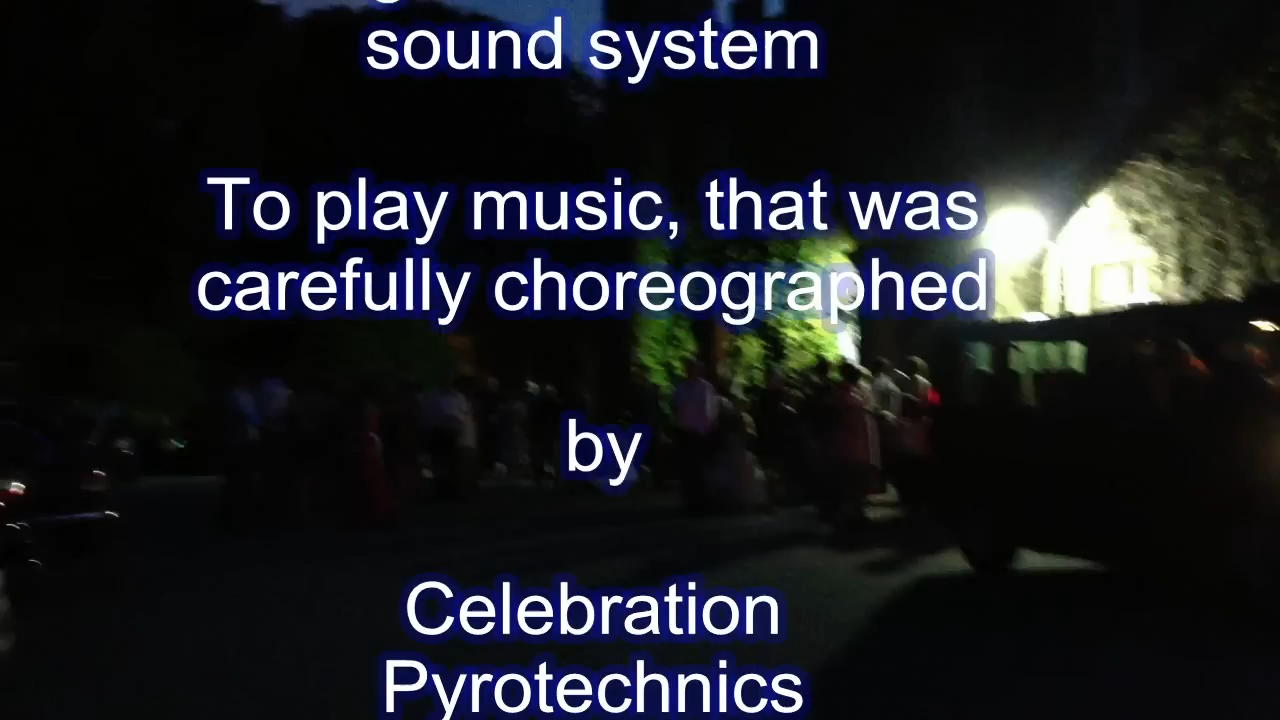 sound system
To play music, that was
carefully choreographed
by
Celebration
Pyrotechnics